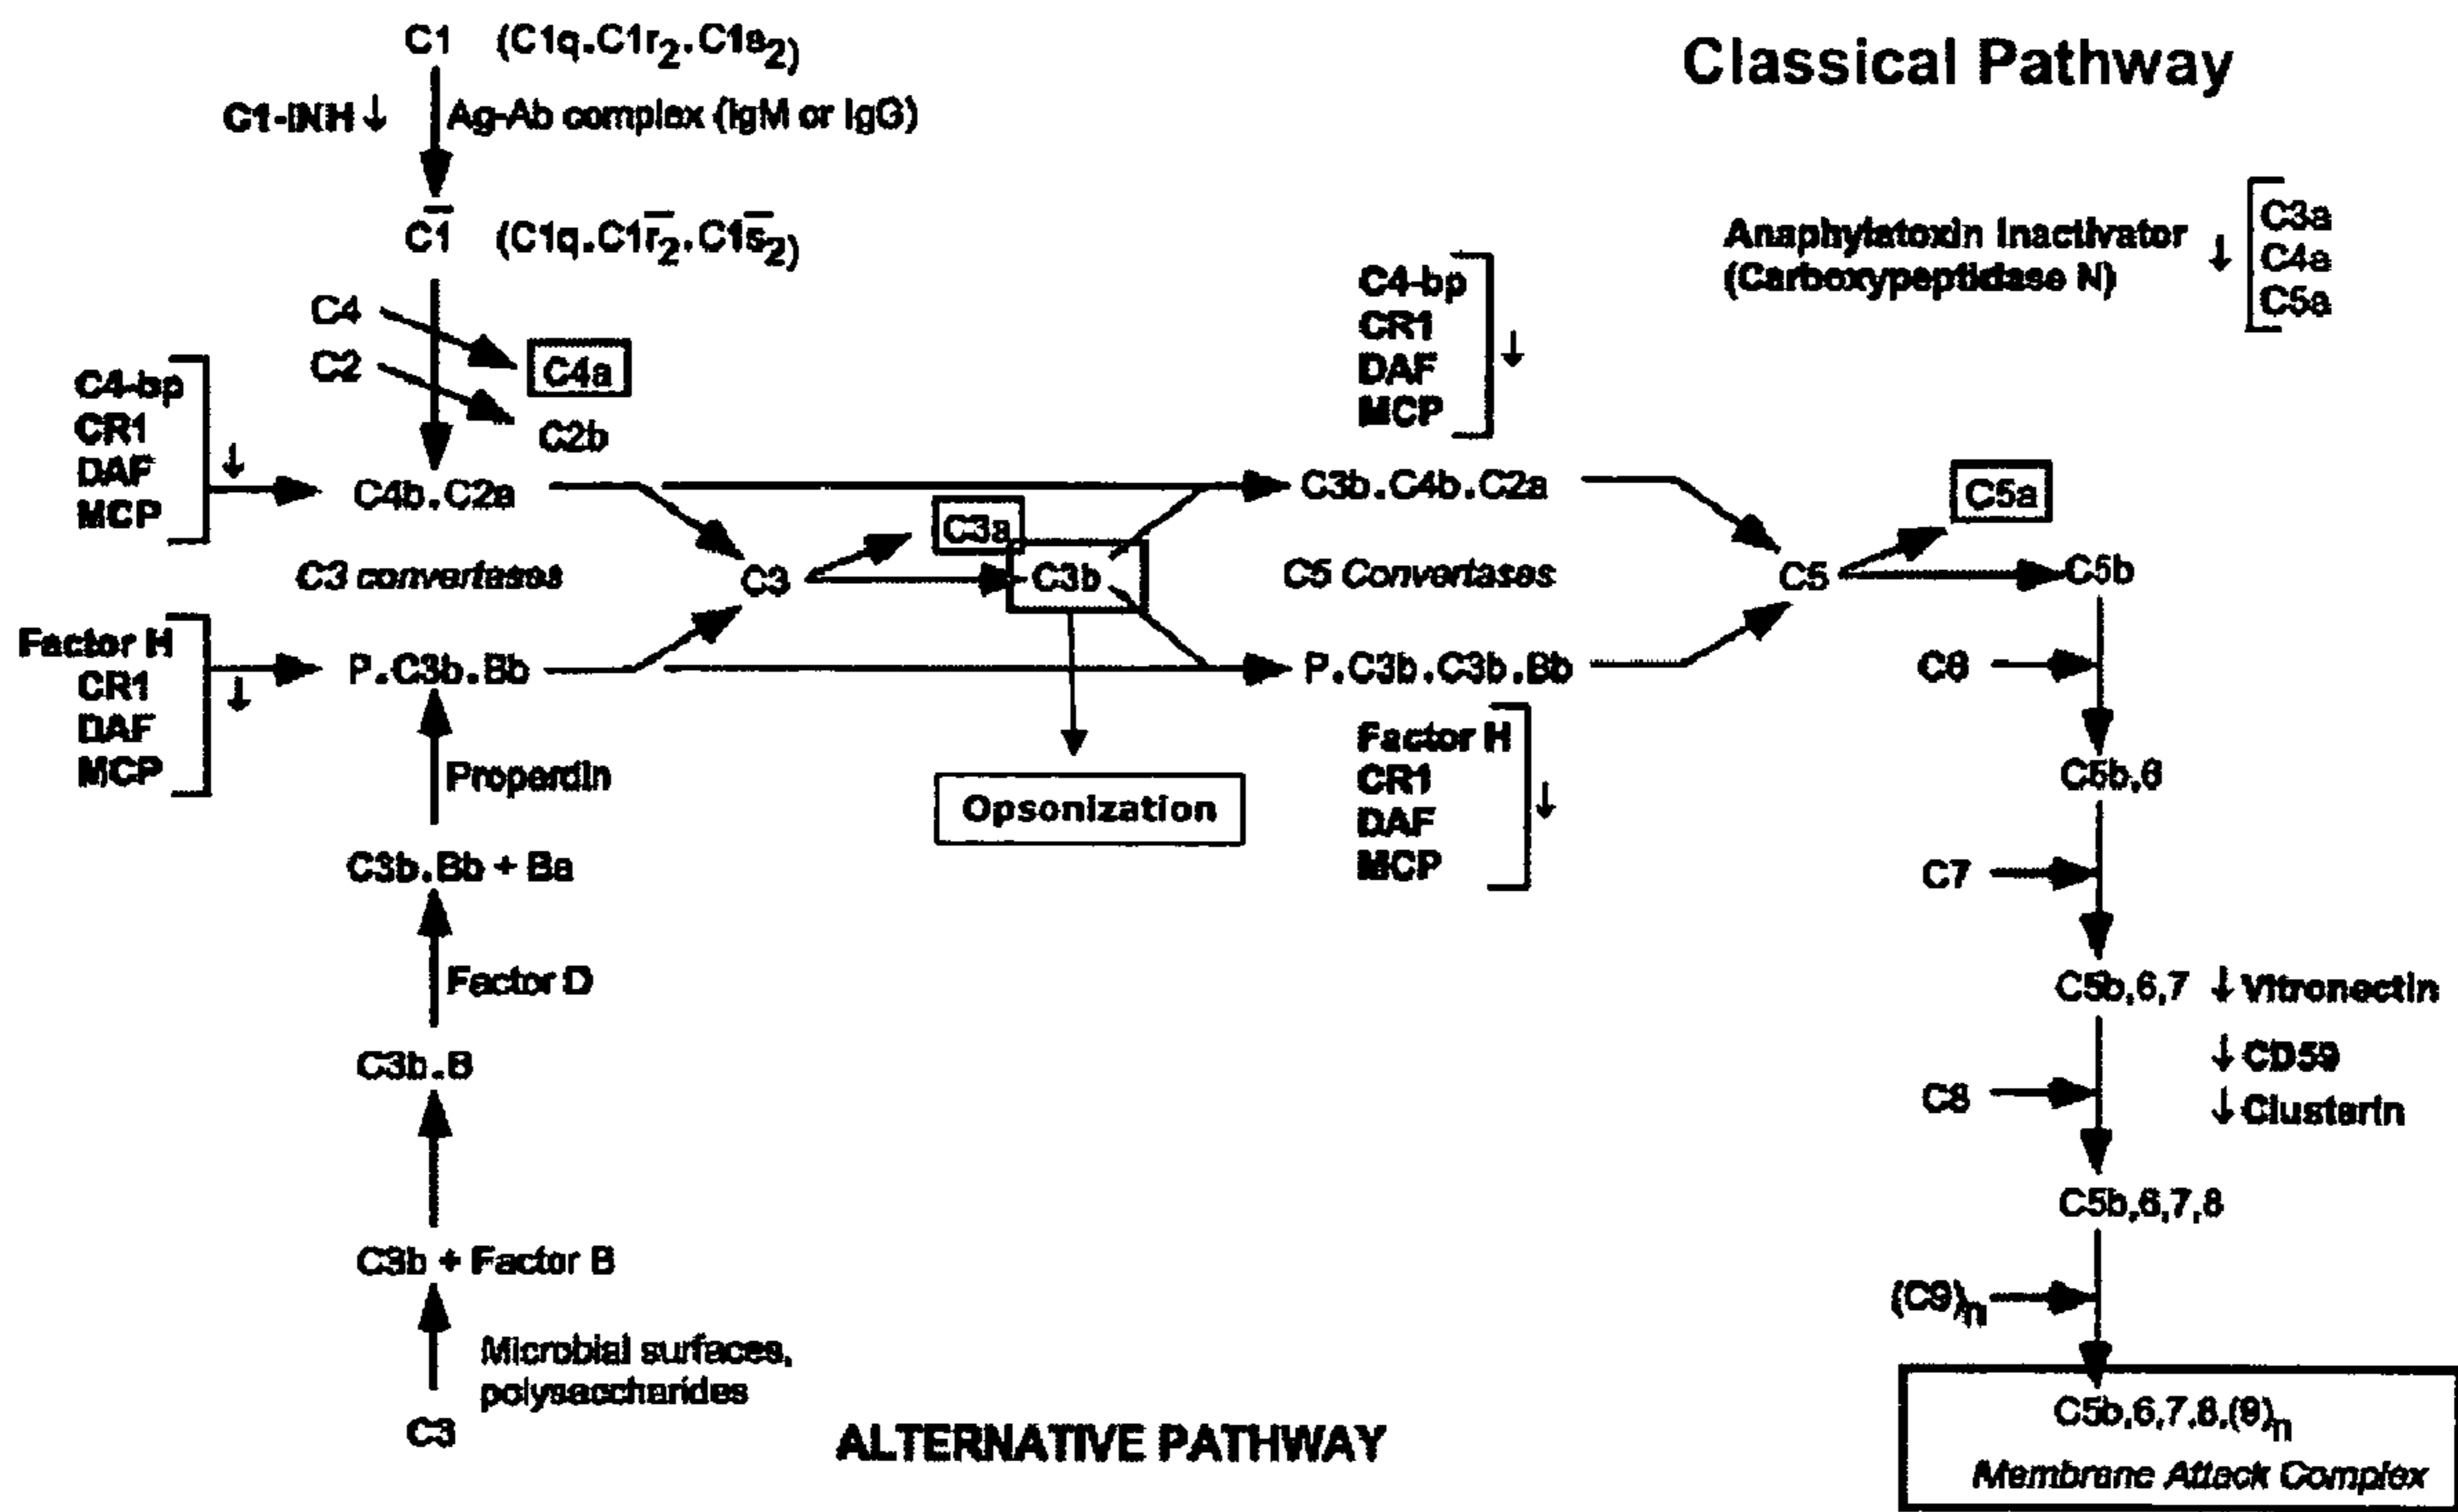 C1 (C1q.C1r2.C1s2)
Classical Pathway
C1-INH ↓ Ag-Ab complex (IgM or IgG)
C1̅ (C1q.C1r̅2.C1s̅2)
Anaphylatoxin Inactivator
(Carboxypeptidase N) ↓
C3a
C4a
C5a
C4
C2
C4a
C2b
C4-bp
CR1
DAF
MCP
↓
C4b.C2a
C4-bp
CR1
DAF
MCP
↓
C3b.C4b.C2a
C3 convertases
C3
C3a
C3b
C5 Convertases
C5
C5a
C5b
Factor H
CR1
DAF
MCP
↓
P.C3b.Bb
P.C3b.C3b.Bb
Factor H
CR1
DAF
MCP
↓
Opsonization
Properdin
C3b.Bb + Ba
Factor D
C3b.B
C3b + Factor B
Microbial surfaces,
polysaccharides
C3
ALTERNATIVE PATHWAY
C6
C5b,6
C7
C5b,6,7 ↓ Vitronectin
↓ CD59
C8
↓ Clusterin
C5b,6,7,8
(C9)n
C5b,6,7,8,(9)n
Membrane Attack Complex